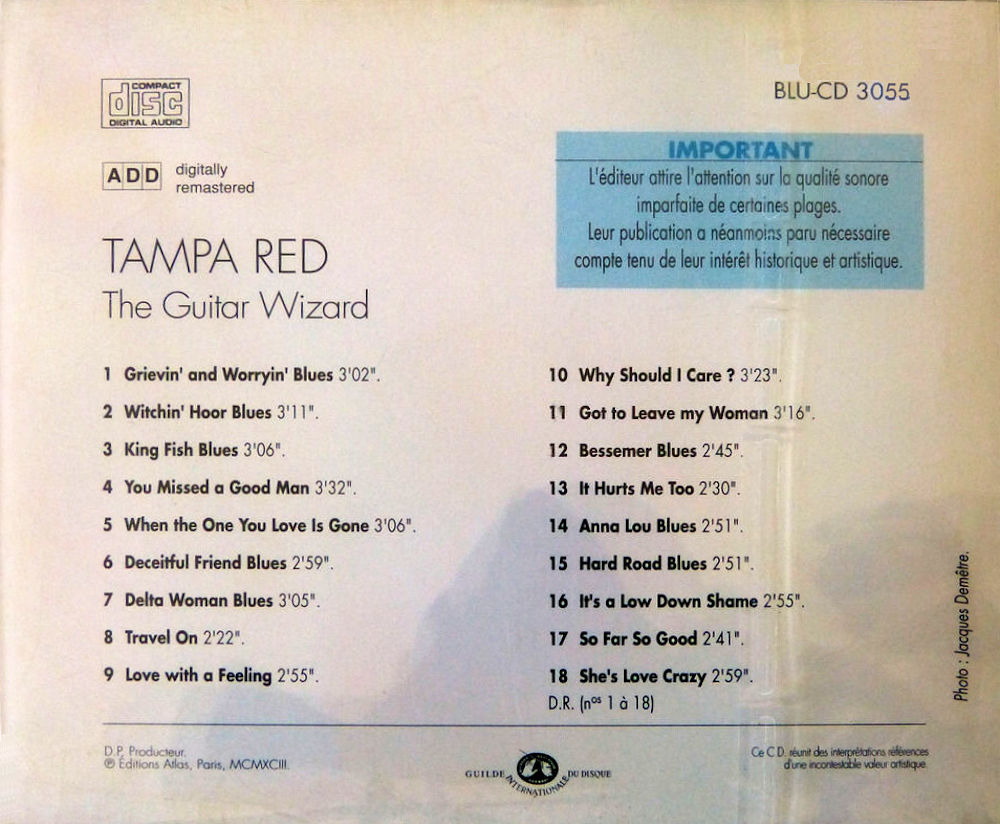 COMPACT
disc
DIGITAL AUDIO
BLU-CD 3055
ADD
digitally
remastered
IMPORTANT
L'éditeur attire l'attention sur la qualité sonore
imparfaite de certaines plages.
Leur publication a néanmoins paru nécessaire
compte tenu de leur intérêt historique et artistique.
TAMPA RED
The Guitar Wizard
1 Grievin' and Worryin' Blues 3'02".
2 Witchin' Hoor Blues 3'11".
3 King Fish Blues 3'06".
4 You Missed a Good Man 3'32".
5 When the One You Love Is Gone 3'06".
6 Deceitful Friend Blues 2'59".
7 Delta Woman Blues 3'05".
8 Travel On 2'22".
9 Love with a Feeling 2'55".
10 Why Should I Care ? 3'23".
11 Got to Leave my Woman 3'16".
12 Bessemer Blues 2'45".
13 It Hurts Me Too 2'30".
14 Anna Lou Blues 2'51".
15 Hard Road Blues 2'51".
16 It's a Low Down Shame 2'55".
17 So Far So Good 2'41".
18 She's Love Crazy 2'59".
D.R. (nos 1 à 18)
Photo : Jacques Demêtre.
D.P. Producteur.
℗ Éditions Atlas, Paris, MCMXCIII.
GUILDE INTERNATIONALE DU DISQUE
Ce C.D. réunit des interprétations références
d'une incontestable valeur artistique.